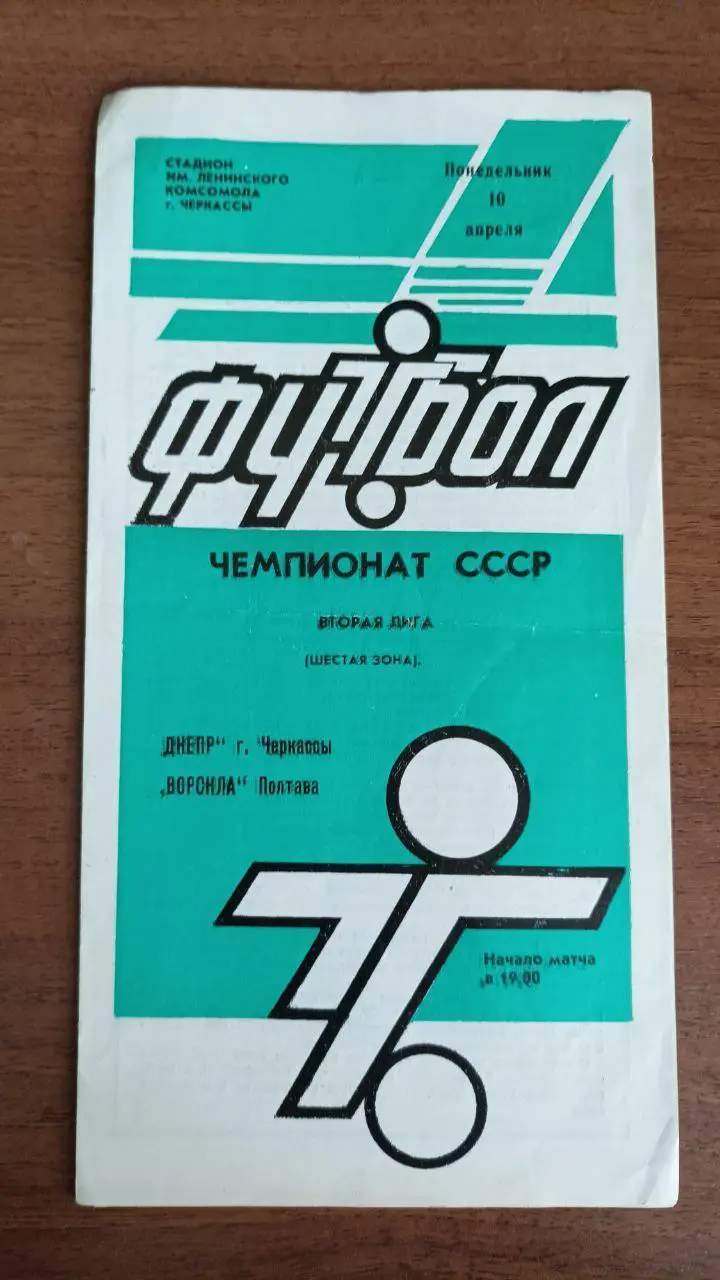 СТАДИОН
ИМ. ЛЕНИНСКОГО
КОМСОМОЛА
г. ЧЕРКАССЫ
Понедельник
10
апреля
ФУТБОЛ
ЧЕМПИОНАТ СССР
ВТОРАЯ ЛИГА
(ШЕСТАЯ ЗОНА).
„ДНЕПР“ г. Черкассы
„ВОРСКЛА“ Полтава
Начало матча
в 19.00